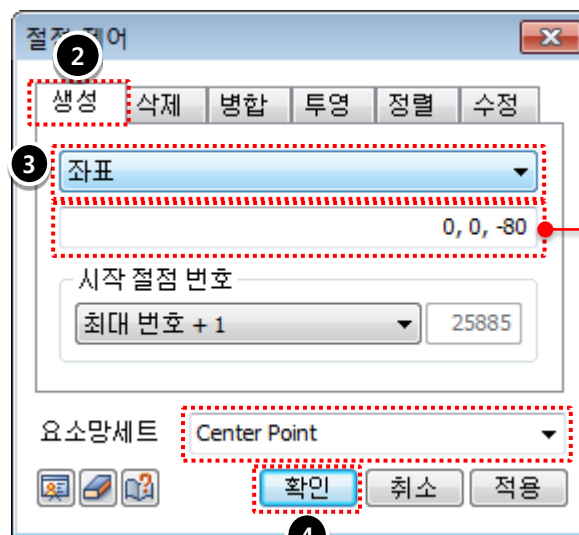 절점 제어
2
생성 삭제 병합 투영 정렬 수정
3
좌표
0, 0, -80
시작 절점 번호
최대 번호 + 1 25885
요소망세트 Center Point
확인 취소 적용
4